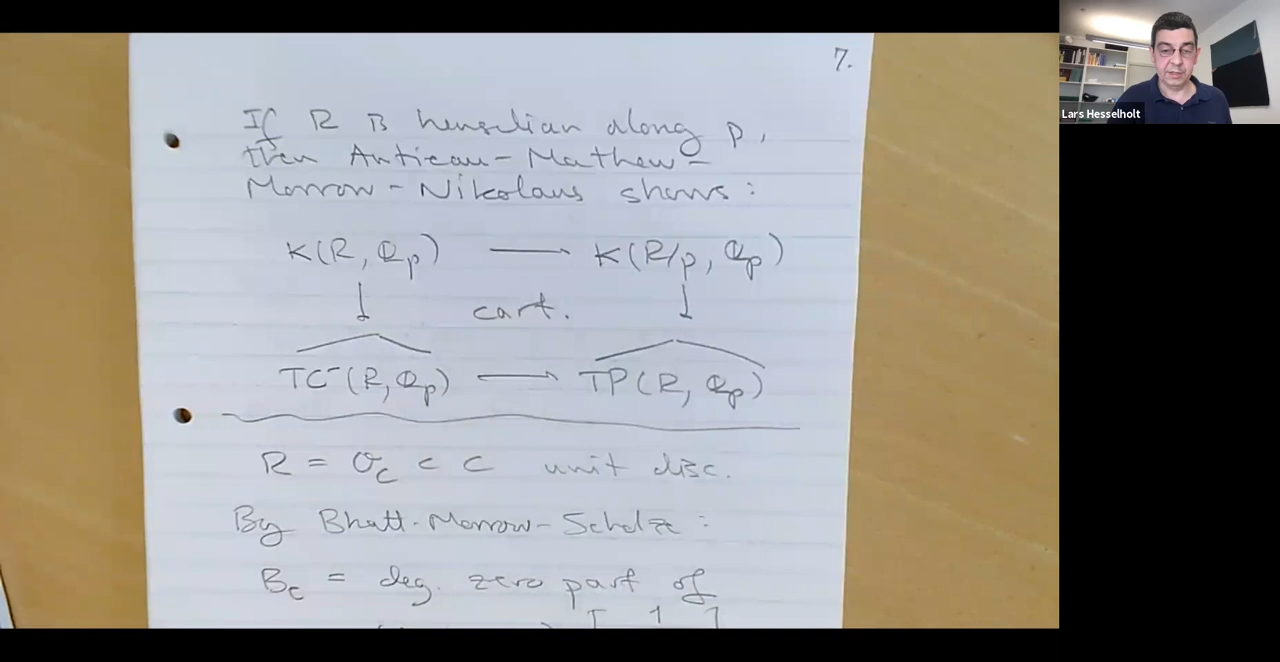 7.
If R is henselian along p,
then Antieau-Mathew-
Morrow-Nikolaus shows:
K(R, ℚp) ⟶ K(R/p, ℚp)
↓ cart. ↓
TC⁻(R, ℚp) ⟶ TP(R, ℚp)
R = 𝒪_C ⊂ C unit disc.
By Bhatt-Morrow-Scholze:
B_C = deg. zero part of
Lars Hesselholt